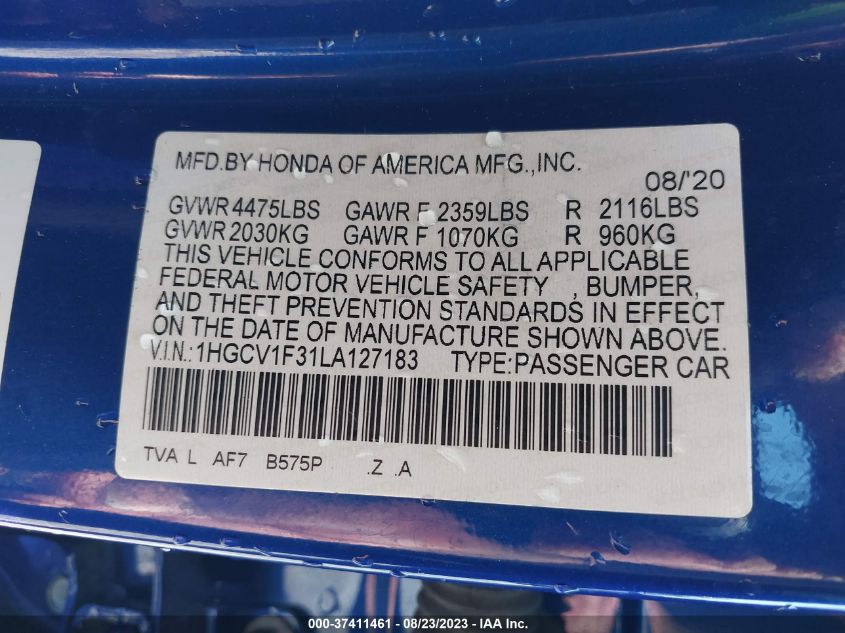 MFD.BY HONDA OF AMERICA MFG.,INC.
08/'20
GVWR 4475LBS GAWR F 2359LBS R 2116LBS
GVWR 2030KG GAWR F 1070KG R 960KG
THIS VEHICLE CONFORMS TO ALL APPLICABLE
FEDERAL MOTOR VEHICLE SAFETY , BUMPER,
AND THEFT PREVENTION STANDARDS IN EFFECT
ON THE DATE OF MANUFACTURE SHOWN ABOVE.
V.I.N.:1HGCV1F31LA127183 TYPE:PASSENGER CAR
TVA L AF7 B575P .Z .A
000-37411461 - 08/23/2023 - IAA Inc.